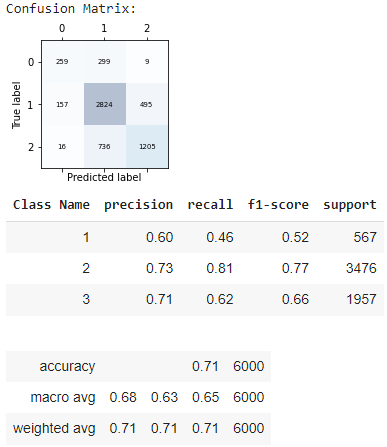 Confusion Matrix:
0 1 2
0 259 299 9
1 157 2824 495
2 16 736 1205
True label
Predicted label
Class Name precision recall f1-score support
1 0.60 0.46 0.52 567
2 0.73 0.81 0.77 3476
3 0.71 0.62 0.66 1957
accuracy 0.71 6000
macro avg 0.68 0.63 0.65 6000
weighted avg 0.71 0.71 0.71 6000